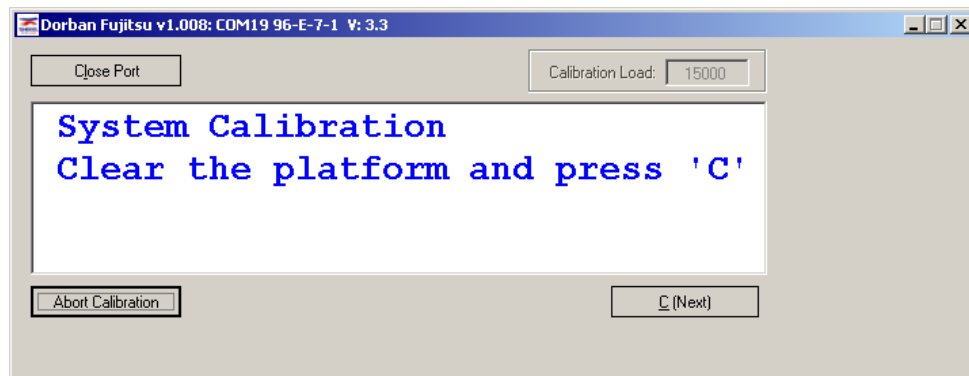 Dorban Fujitsu v1.008: COM19 96-E-7-1 V: 3.3
Close Port
Calibration Load: 15000
System Calibration
Clear the platform and press 'C'
Abort Calibration
C (Next)